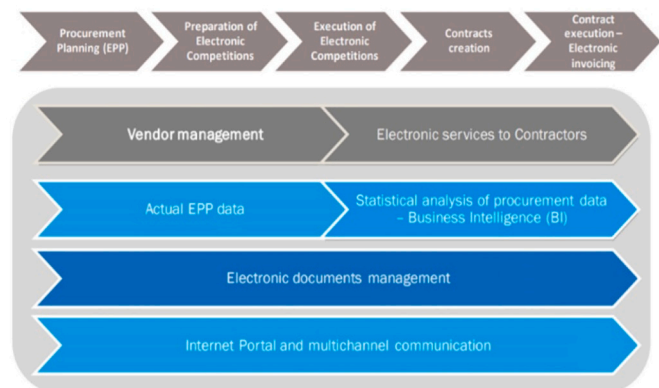 Procurement
Planning (EPP)
Preparation of
Electronic
Competitions
Execution of
Electronic
Competitions
Contracts
creation
Contract
execution –
Electronic
invoicing
Vendor management
Electronic services to Contractors
Actual EPP data
Statistical analysis of procurement data
– Business Intelligence (BI)
Electronic documents management
Internet Portal and multichannel communication